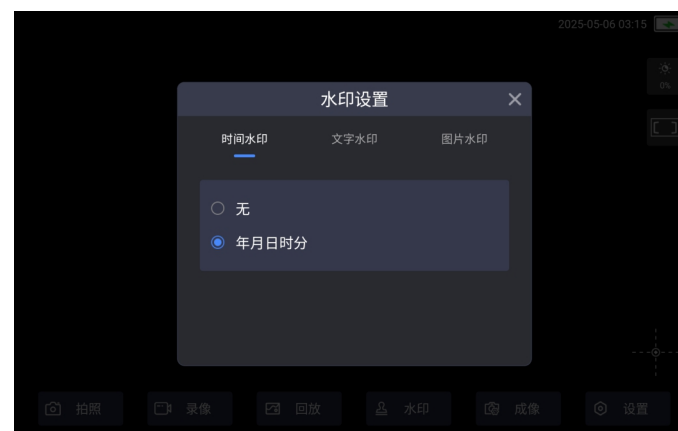 2025-05-06 03:15
0%
水印设置
时间水印 文字水印 图片水印
无
年月日时分
拍照 录像 回放 水印 成像 设置